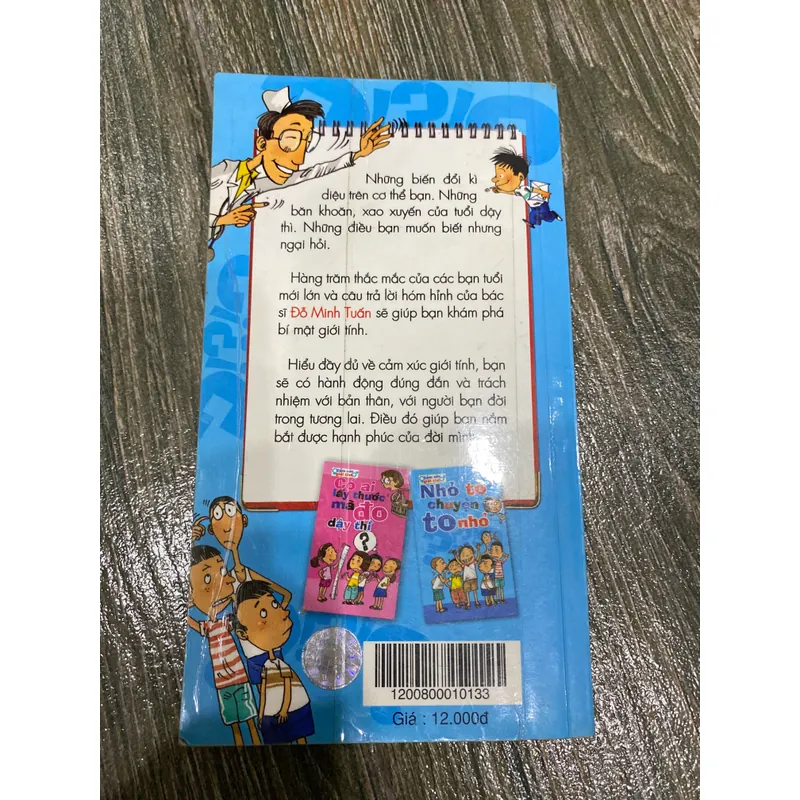 Những biến đổi kì
diệu trên cơ thể bạn. Những
băn khoăn, xao xuyến của tuổi dậy
thì. Những điều bạn muốn biết nhưng
ngại hỏi.
Hàng trăm thắc mắc của các bạn tuổi
mới lớn và câu trả lời hóm hỉnh của bác
sĩ Đỗ Minh Tuấn sẽ giúp bạn khám phá
bí mật giới tính.
Hiểu đầy đủ về cảm xúc giới tính, bạn
sẽ có hành động đúng đắn và trách
nhiệm với bản thân, với người bạn đời
trong tương lai. Điều đó giúp bạn nắm
bắt được hạnh phúc của đời mình
Có ai
lấy thước
mà đo
dậy thì
?
Nhỏ to
chuyện
to nhỏ
1200800010133
Giá : 12.000đ